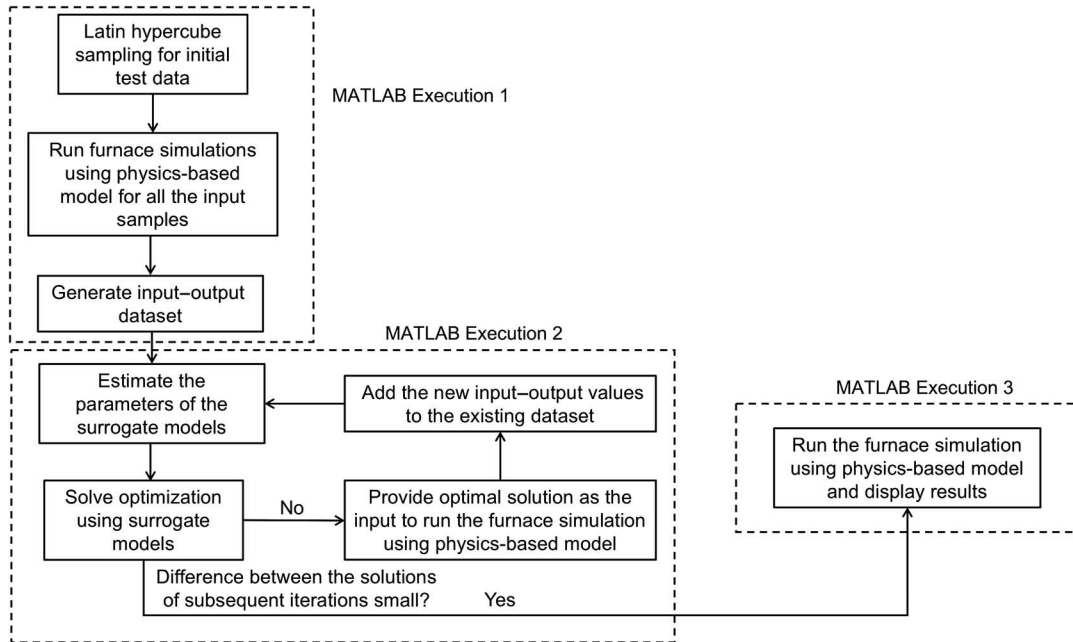 Latin hypercube
sampling for initial
test data
MATLAB Execution 1
Run furnace simulations
using physics-based
model for all the input
samples
Generate input–output
dataset
MATLAB Execution 2
Estimate the
parameters of the
surrogate models
Add the new input–output values
to the existing dataset
Solve optimization
using surrogate
models
No
Provide optimal solution as the
input to run the furnace simulation
using physics-based model
Difference between the solutions
of subsequent iterations small?
Yes
MATLAB Execution 3
Run the furnace simulation
using physics-based model
and display results